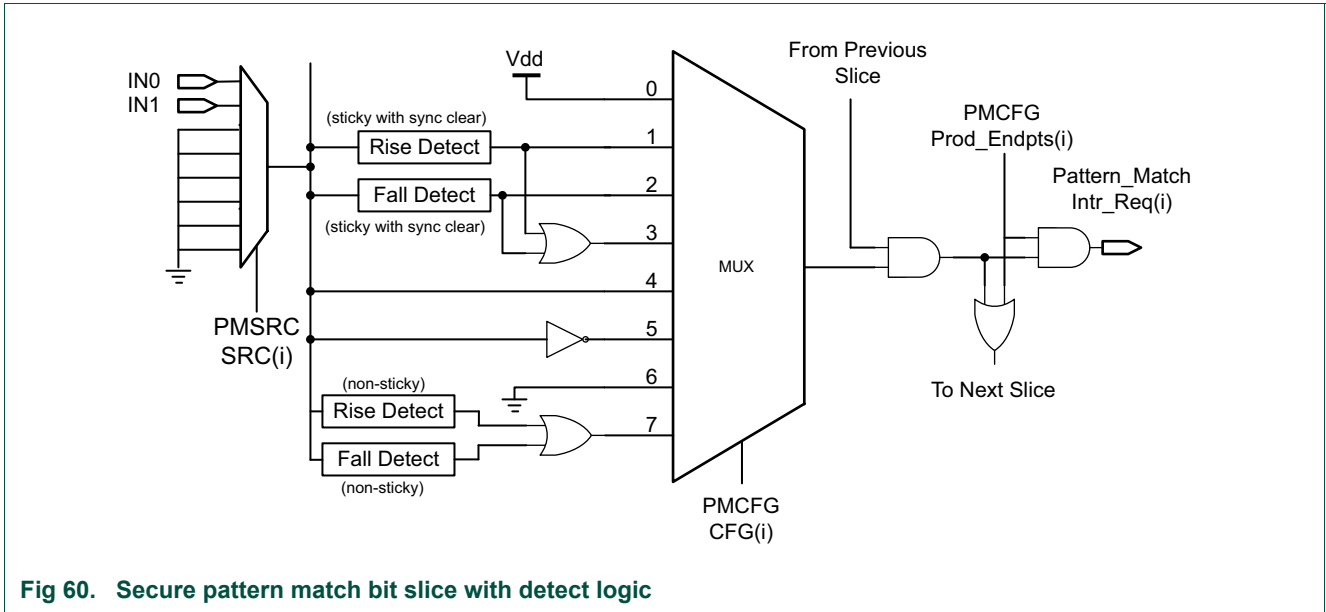 IN0
IN1
PMSRC
SRC(i)
(sticky with sync clear)
Rise Detect
Fall Detect
(sticky with sync clear)
(non-sticky)
Rise Detect
Fall Detect
(non-sticky)
Vdd
0
1
2
3
4
5
6
7
MUX
PMCFG
CFG(i)
From Previous
Slice
PMCFG
Prod_Endpts(i)
Pattern_Match
Intr_Req(i)
To Next Slice
Fig 60. Secure pattern match bit slice with detect logic